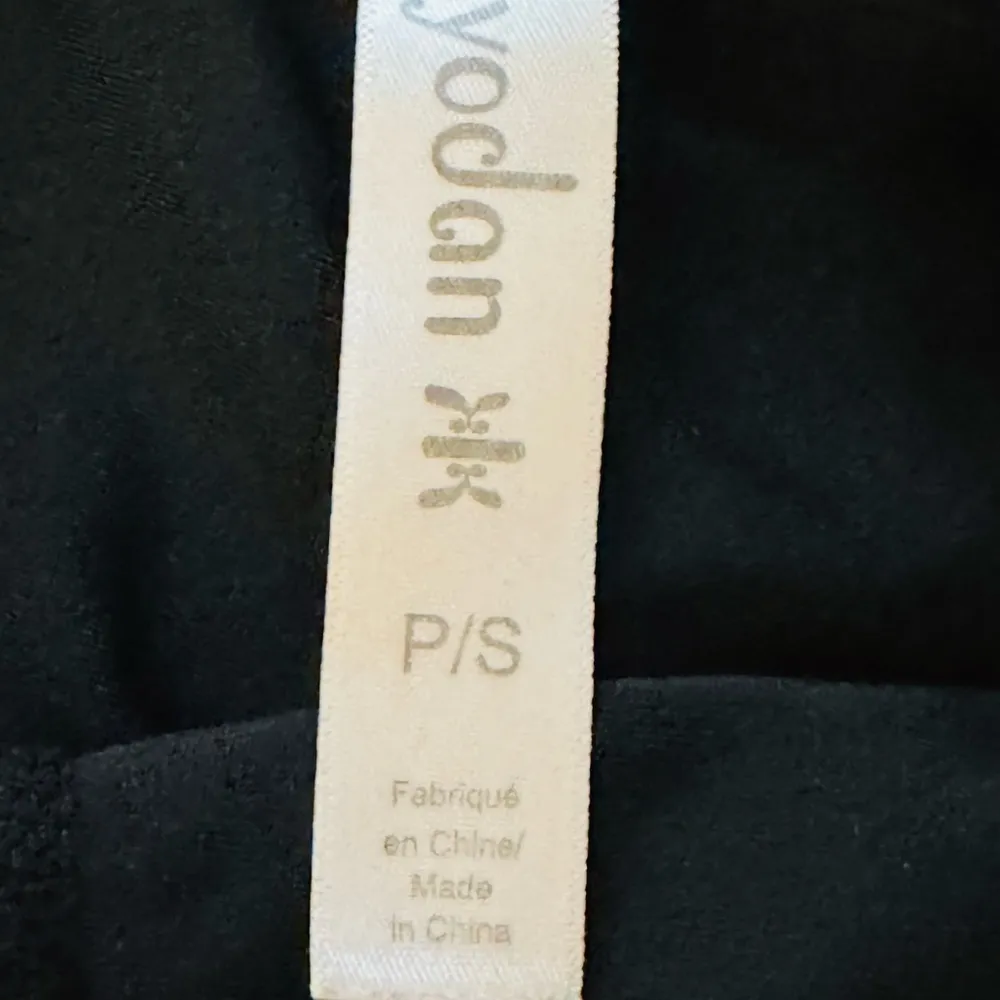 yodan
P/S
Fabriqué
en Chine/
Made
in China